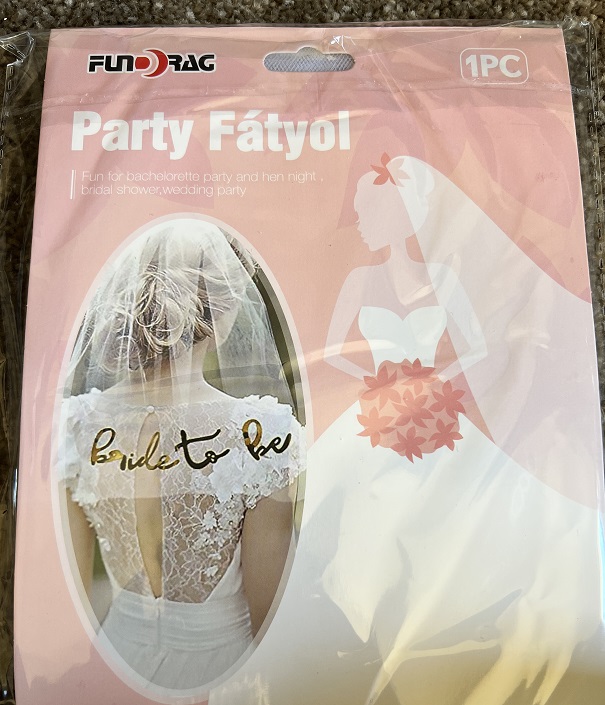 FUNDRAG
1PC
Party Fátyol
Fun for bachelorette party and hen night ,
bridal shower,wedding party
bride to be